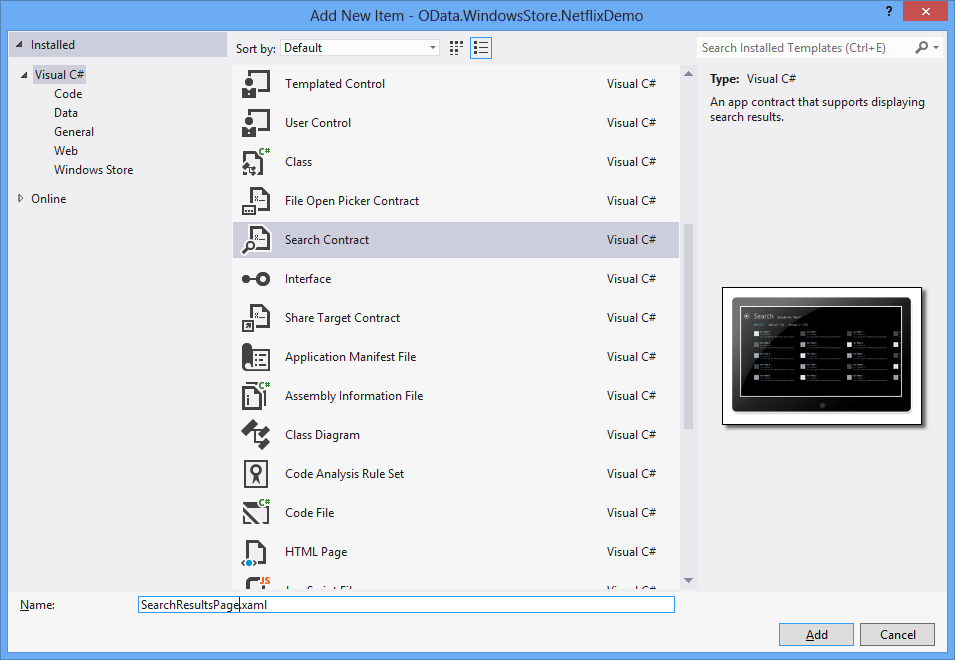 Add New Item - OData.WindowsStore.NetflixDemo
?
Installed
Sort by: Default
Search Installed Templates (Ctrl+E)
Visual C#
Code
Data
General
Web
Windows Store
Online
Templated Control Visual C#
User Control Visual C#
C#
Class Visual C#
File Open Picker Contract Visual C#
Search Contract Visual C#
Interface Visual C#
Share Target Contract Visual C#
Application Manifest File Visual C#
C#
Assembly Information File Visual C#
Class Diagram Visual C#
Code Analysis Rule Set Visual C#
C#
Code File Visual C#
HTML Page Visual C#
JS
Type: Visual C#
An app contract that supports displaying
search results.
Search
Name: SearchResultsPage.xaml
Add Cancel